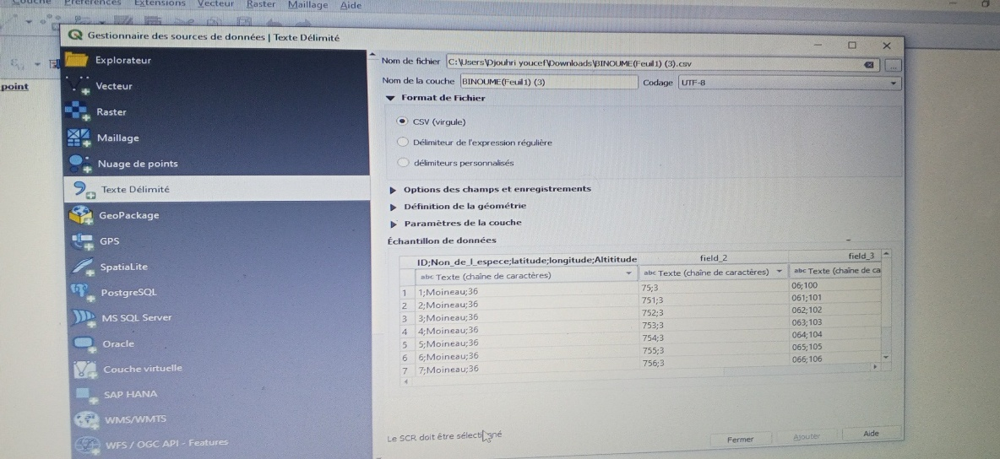 Couche Préférences Extensions Vecteur Raster Maillage Aide
point
Gestionnaire des sources de données | Texte Délimité
Explorateur
Vecteur
Raster
Maillage
Nuage de points
Texte Délimité
GeoPackage
GPS
SpatiaLite
PostgreSQL
MS SQL Server
Oracle
Couche virtuelle
SAP HANA
WMS/WMTS
WFS / OGC API - Features
Nom de fichier C:\Users\Djouhri youcef\Downloads\BINOUME(Feuil1) (3).csv ...
Nom de la couche BINOUME(Feuil1) (3) Codage UTF-8
Format de Fichier
CSV (virgule)
Délimiteur de l'expression régulière
délimiteurs personnalisés
Options des champs et enregistrements
Définition de la géométrie
Paramètres de la couche
Échantillon de données
ID;Non_de_l_espece;latitude;longitude;Altititude field_2 field_3
abc Texte (chaîne de caractères) abc Texte (chaîne de caractères) abc Texte (chaîne de ca
1 1;Moineau;36 75;3 06;100
2 2;Moineau;36 751;3 061;101
3 3;Moineau;36 752;3 062;102
4 4;Moineau;36 753;3 063;103
5 5;Moineau;36 754;3 064;104
6 6;Moineau;36 755;3 065;105
7 7;Moineau;36 756;3 066;106
Le SCR doit être sélectionné
Fermer Ajouter Aide